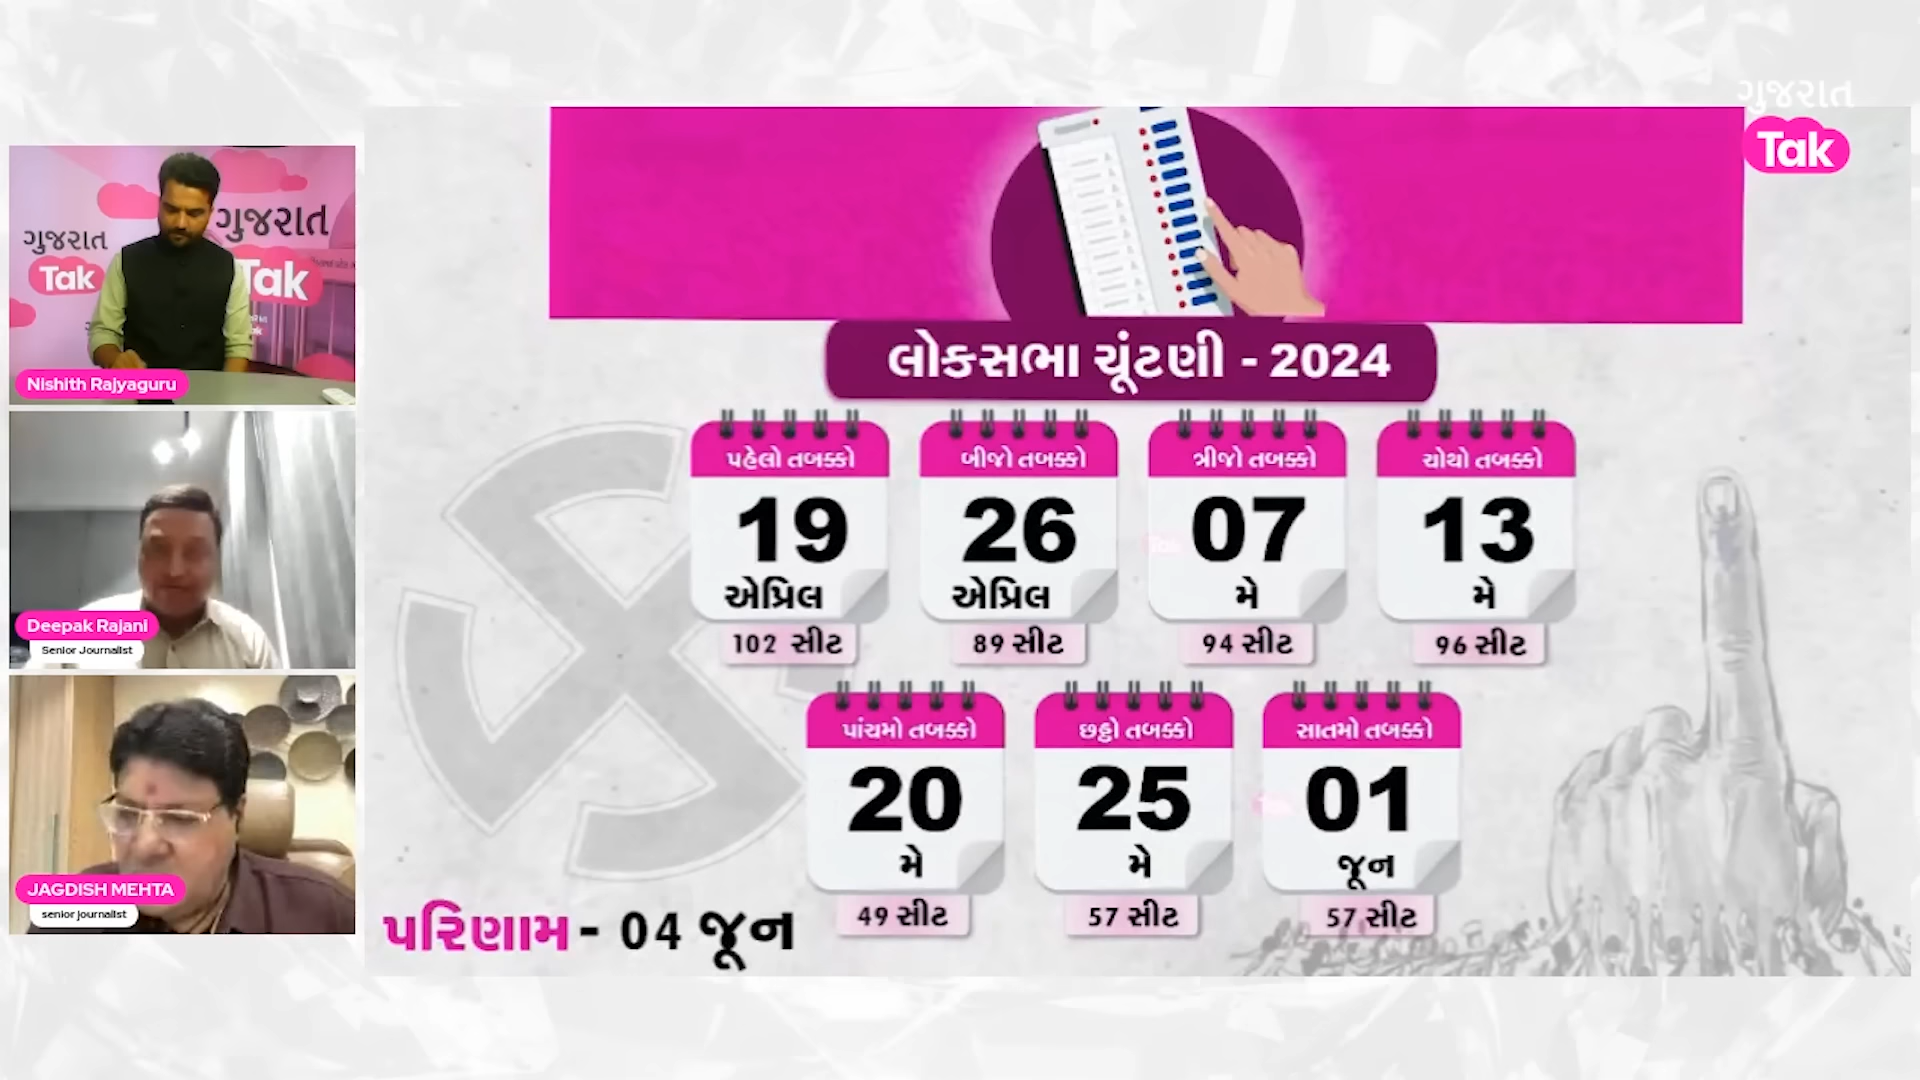 ગુજરાત
Tak
ગુજરાત
Tak
ગુજરાત
Tak
Nishith Rajyaguru
Deepak Rajani
Senior Journalist
JAGDISH MEHTA
senior journalist
લોકસભા ચૂંટણી - 2024
પહેલો તબક્કો
19
એપ્રિલ
102 સીટ
બીજો તબક્કો
26
એપ્રિલ
89 સીટ
ત્રીજો તબક્કો
07
મે
94 સીટ
ચોથો તબક્કો
13
મે
96 સીટ
પાંચમો તબક્કો
20
મે
49 સીટ
છઠ્ઠો તબક્કો
25
મે
57 સીટ
સાતમો તબક્કો
01
જૂન
57 સીટ
પરિણામ - 04 જૂન